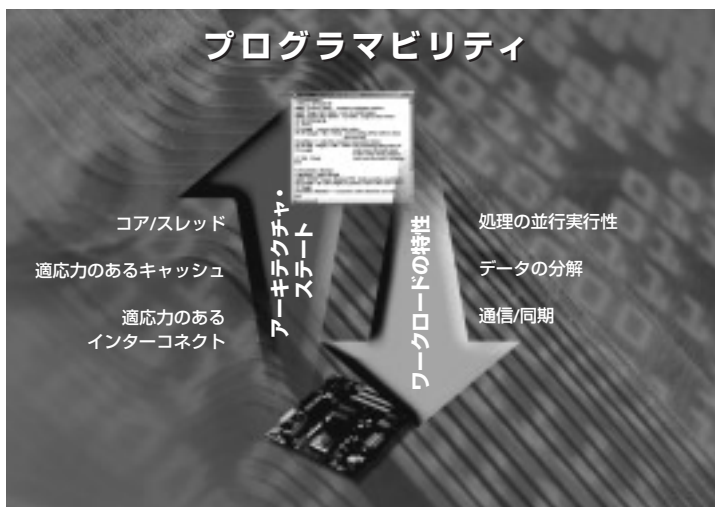 プログラマビリティ
コア/スレッド
適応力のあるキャッシュ
適応力のある
インターコネクト
アーキテクチャ・
ステート
ワークロードの特性
処理の並行実行性
データの分解
通信/同期